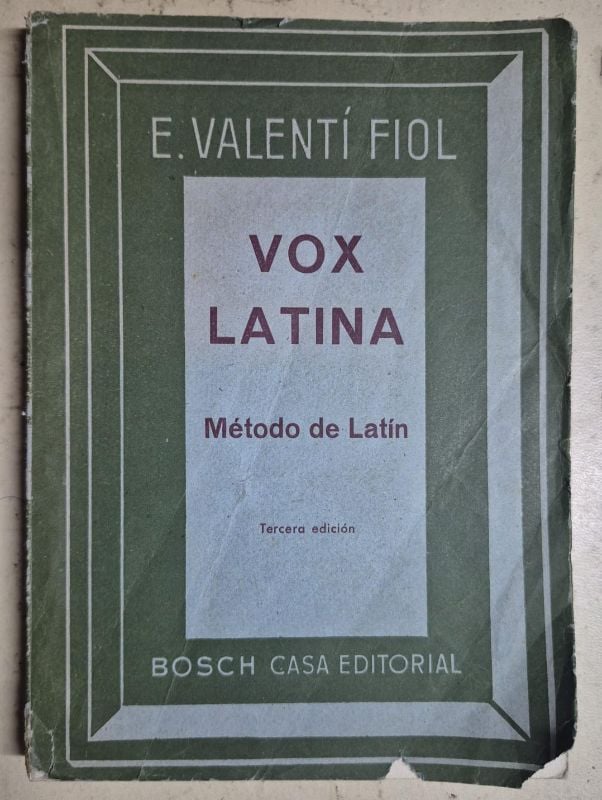 E. VALENTÍ FIOL
VOX
LATINA
Método de Latín
Tercera edición
BOSCH CASA EDITORIAL